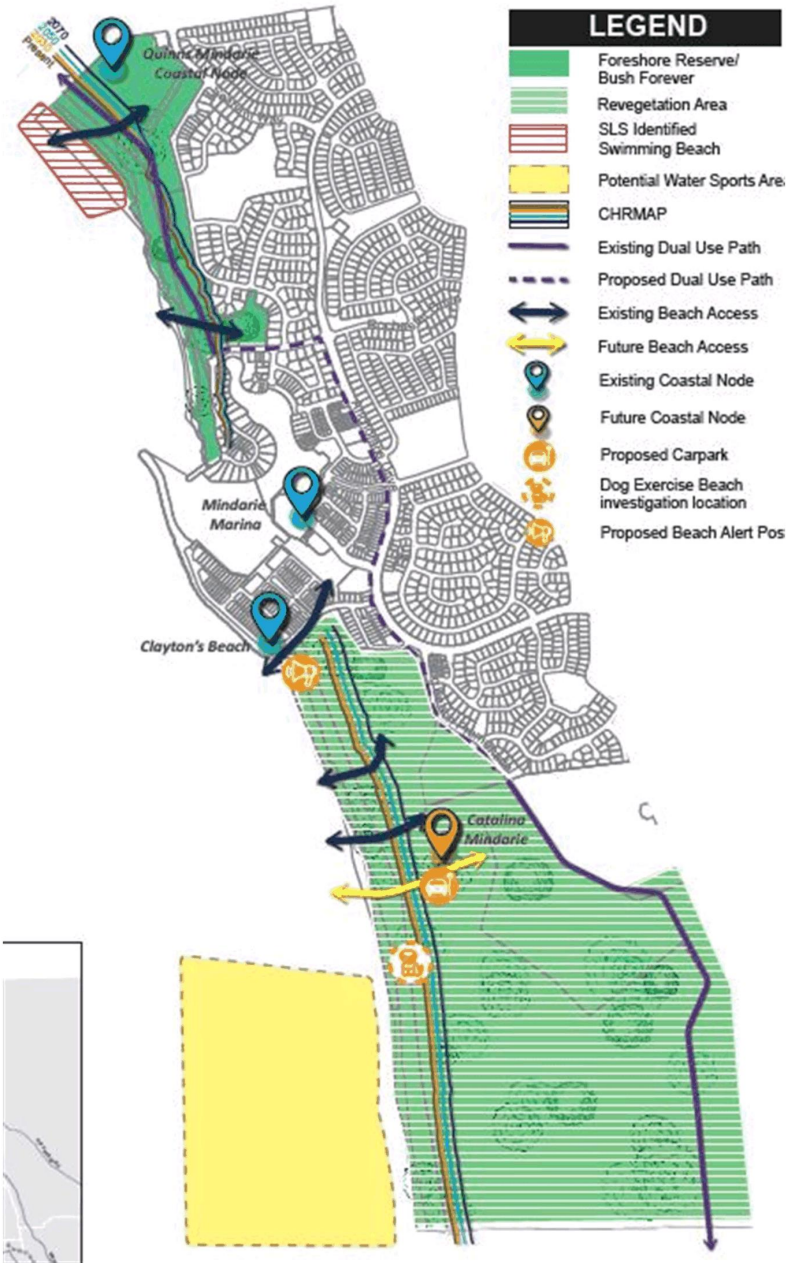 2070
2050
2030
Present
Quinns Mindarie
Coastal Node
Mindarie
Marina
Clayton's Beach
Catalina
Mindarie
LEGEND
Foreshore Reserve/
Bush Forever
Revegetation Area
SLS Identified
Swimming Beach
Potential Water Sports Area
CHRMAP
Existing Dual Use Path
Proposed Dual Use Path
Existing Beach Access
Future Beach Access
Existing Coastal Node
Future Coastal Node
Proposed Carpark
Dog Exercise Beach
investigation location
Proposed Beach Alert Pos